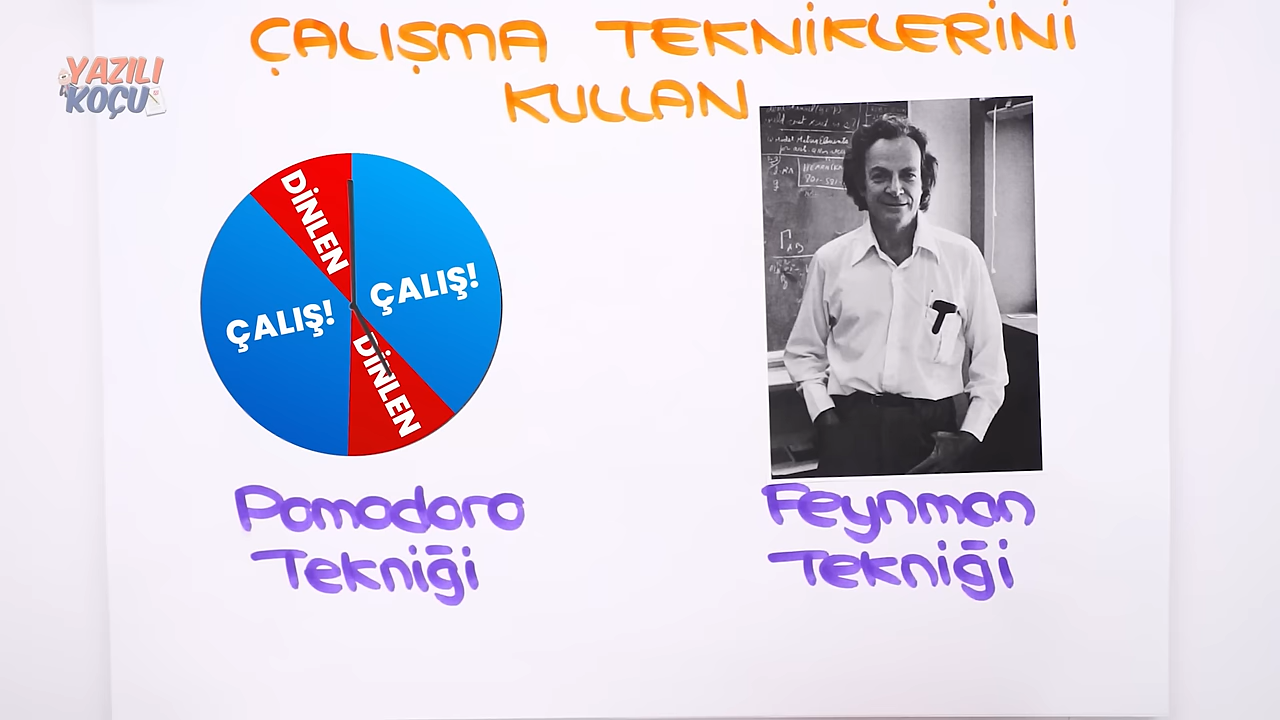 ÇALIŞMA TEKNİKLERİNİ
KULLAN
YAZILI
KOÇU
DİNLEN
ÇALIŞ!
ÇALIŞ!
DİNLEN
Pomodoro
Tekniği
Feynman
Tekniği